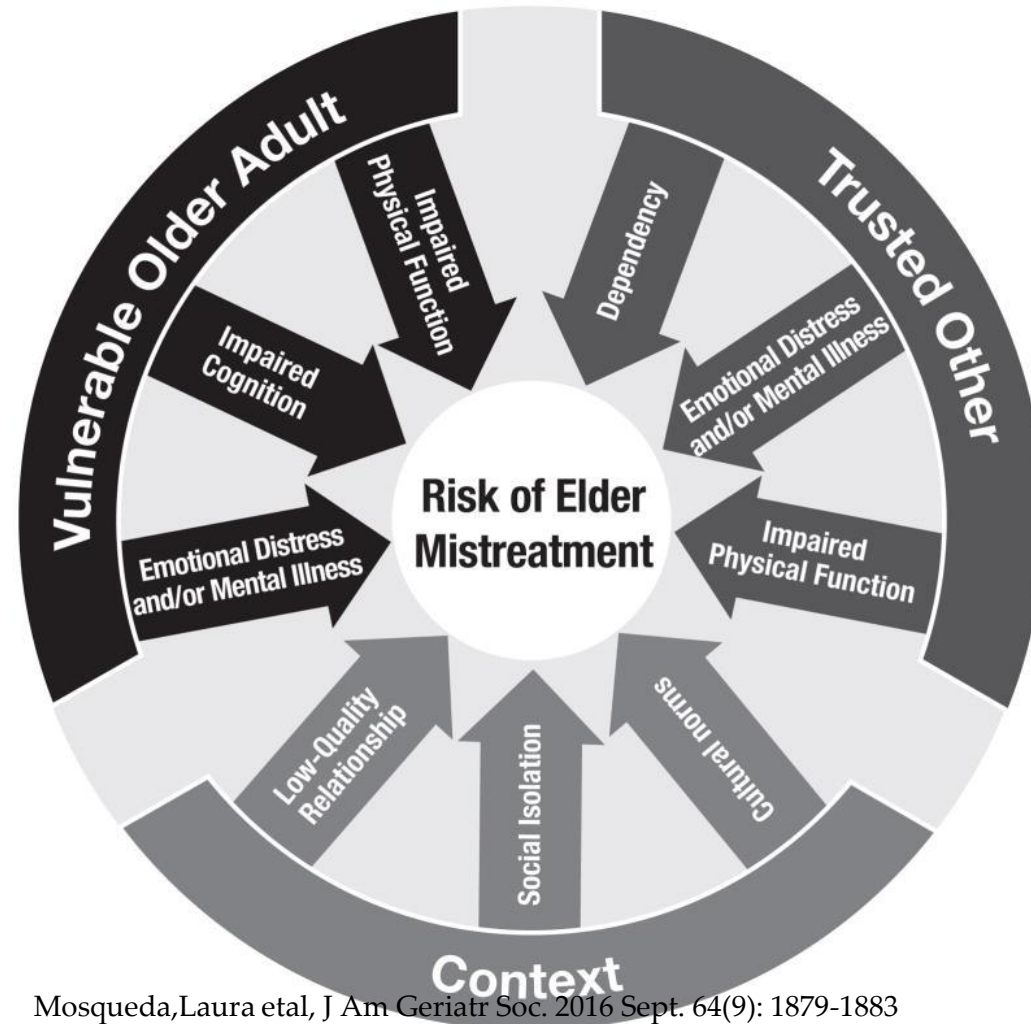 Vulnerable Older Adult
Impaired
Physical Function
Impaired
Cognition
Emotional Distress
and/or Mental Illness
Trusted Other
Dependency
Emotional Distress
and/or Mental Illness
Impaired
Physical Function
Risk of Elder
Mistreatment
Low-Quality
Relationship
Social Isolation
Cultural norms
Context
Mosqueda,Laura etal, J Am Geriatr Soc. 2016 Sept. 64(9): 1879-1883